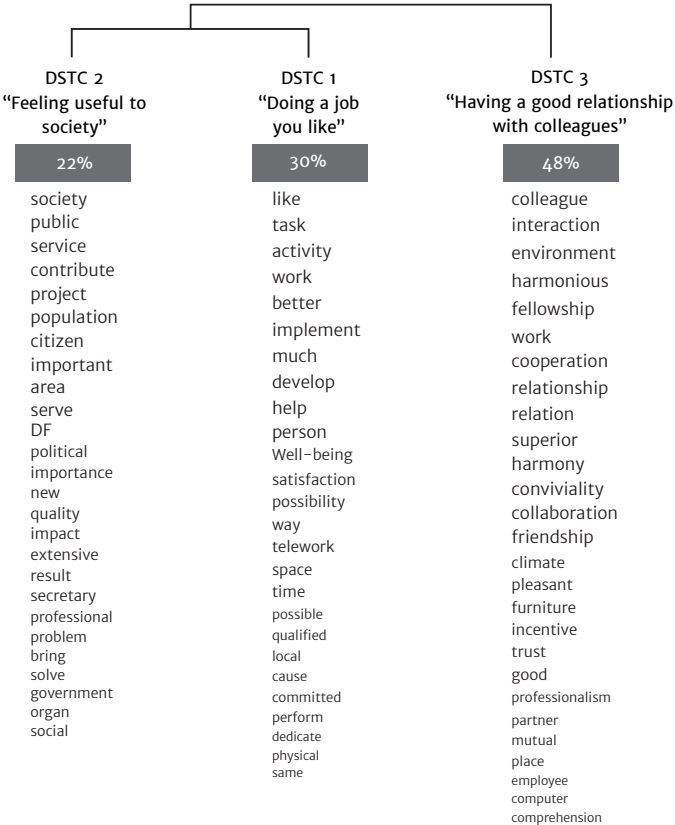 DSTC 2
“Feeling useful to
society”
22%
society
public
service
contribute
project
population
citizen
important
area
serve
DF
political
importance
new
quality
impact
extensive
result
secretary
professional
problem
bring
solve
government
organ
social
DSTC 1
“Doing a job
you like”
30%
like
task
activity
work
better
implement
much
develop
help
person
Well-being
satisfaction
possibility
way
telework
space
time
possible
qualified
local
cause
committed
perform
dedicate
physical
same
DSTC 3
“Having a good relationship
with colleagues”
48%
colleague
interaction
environment
harmonious
fellowship
work
cooperation
relationship
relation
superior
harmony
conviviality
collaboration
friendship
climate
pleasant
furniture
incentive
trust
good
professionalism
partner
mutual
place
employee
computer
comprehension